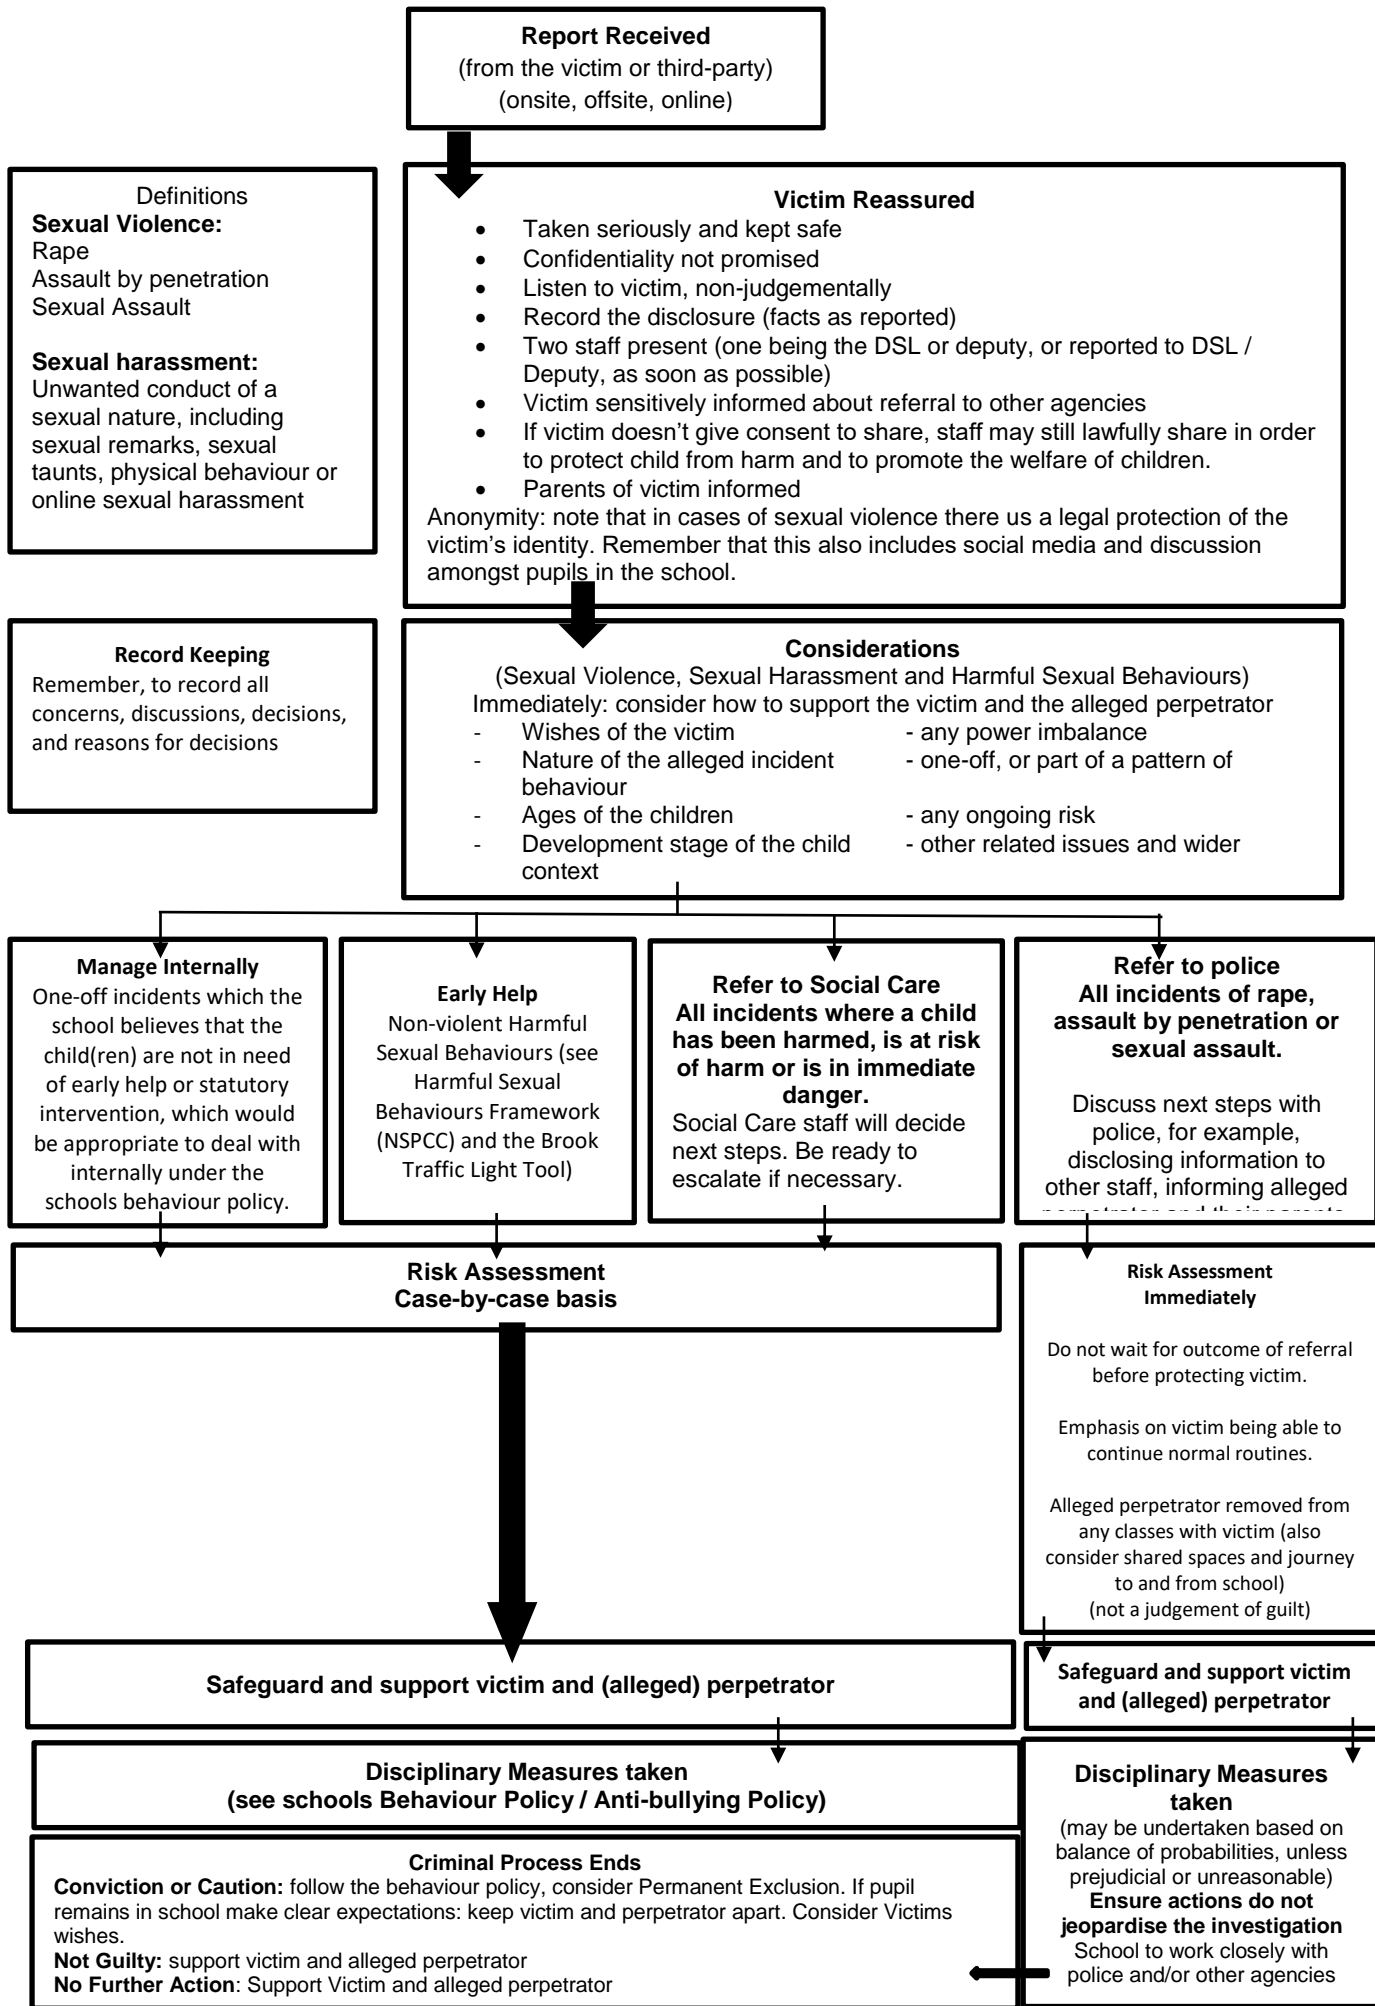 Report Received
(from the victim or third-party)
(onsite, offsite, online)
Definitions
Sexual Violence:
Rape
Assault by penetration
Sexual Assault
Sexual harassment:
Unwanted conduct of a
sexual nature, including
sexual remarks, sexual
taunts, physical behaviour or
online sexual harassment
Victim Reassured
• Taken seriously and kept safe
• Confidentiality not promised
• Listen to victim, non-judgementally
• Record the disclosure (facts as reported)
• Two staff present (one being the DSL or deputy, or reported to DSL /
Deputy, as soon as possible)
• Victim sensitively informed about referral to other agencies
• If victim doesn't give consent to share, staff may still lawfully share in order
to protect child from harm and to promote the welfare of children.
• Parents of victim informed
Anonymity: note that in cases of sexual violence there us a legal protection of the
victim's identity. Remember that this also includes social media and discussion
amongst pupils in the school.
Record Keeping
Remember, to record all
concerns, discussions, decisions,
and reasons for decisions
Considerations
(Sexual Violence, Sexual Harassment and Harmful Sexual Behaviours)
Immediately: consider how to support the victim and the alleged perpetrator
- Wishes of the victim - any power imbalance
- Nature of the alleged incident - one-off, or part of a pattern of
behaviour
- Ages of the children - any ongoing risk
- Development stage of the child - other related issues and wider
context
Manage Internally
One-off incidents which the
school believes that the
child(ren) are not in need
of early help or statutory
intervention, which would
be appropriate to deal with
internally under the
schools behaviour policy.
Early Help
Non-violent Harmful
Sexual Behaviours (see
Harmful Sexual
Behaviours Framework
(NSPCC) and the Brook
Traffic Light Tool)
Refer to Social Care
All incidents where a child
has been harmed, is at risk
of harm or is in immediate
danger.
Social Care staff will decide
next steps. Be ready to
escalate if necessary.
Refer to police
All incidents of rape,
assault by penetration or
sexual assault.
Discuss next steps with
police, for example,
disclosing information to
other staff, informing alleged
perpetrator and their parents
Risk Assessment
Case-by-case basis
Risk Assessment
Immediately
Do not wait for outcome of referral
before protecting victim.
Emphasis on victim being able to
continue normal routines.
Alleged perpetrator removed from
any classes with victim (also
consider shared spaces and journey
to and from school)
(not a judgement of guilt)
Safeguard and support victim and (alleged) perpetrator
Safeguard and support victim
and (alleged) perpetrator
Disciplinary Measures taken
(see schools Behaviour Policy / Anti-bullying Policy)
Disciplinary Measures
taken
(may be undertaken based on
balance of probabilities, unless
prejudicial or unreasonable)
Ensure actions do not
jeopardise the investigation
School to work closely with
police and/or other agencies
Criminal Process Ends
Conviction or Caution: follow the behaviour policy, consider Permanent Exclusion. If pupil
remains in school make clear expectations: keep victim and perpetrator apart. Consider Victims
wishes.
Not Guilty: support victim and alleged perpetrator
No Further Action: Support Victim and alleged perpetrator